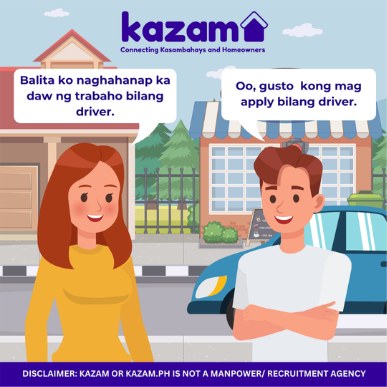 kazam
Connecting Kasambahays and Homeowners
Balita ko naghahanap ka
daw ng trabaho bilang
driver.
Oo, gusto kong mag
apply bilang driver.
DISCLAIMER: KAZAM OR KAZAM.PH IS NOT A MANPOWER/ RECRUITMENT AGENCY